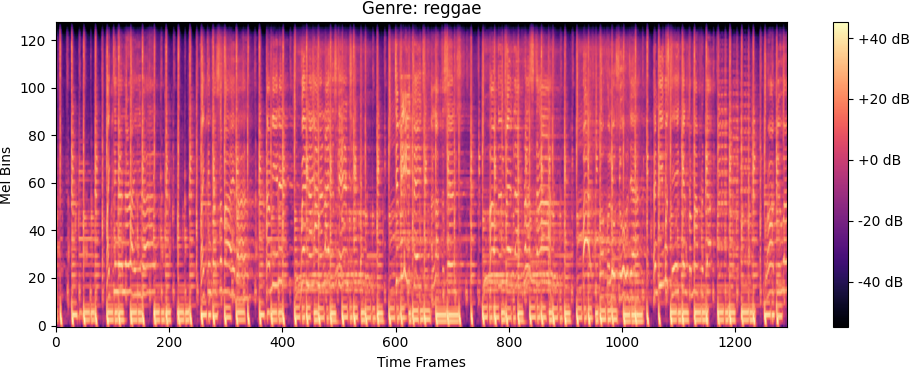 Genre: reggae
Mel Bins
120
100
80
60
40
20
0
0 200 400 600 800 1000 1200
Time Frames
+40 dB
+20 dB
+0 dB
-20 dB
-40 dB